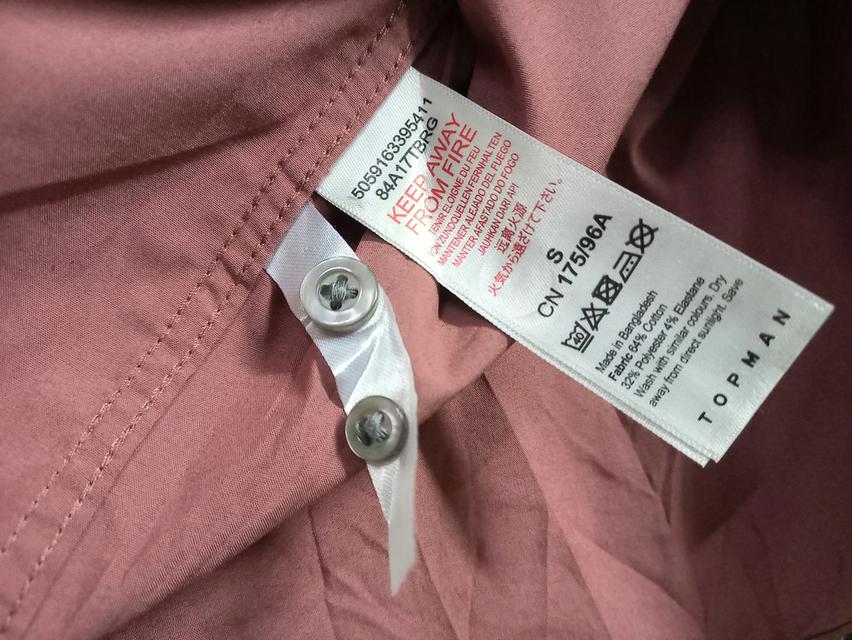 5059163395411
84A17TBRG
KEEP AWAY
FROM FIRE
TENIR ELOIGNE DU FEU
VON ZUNDQUELLEN FERNHALTEN
MANTENER ALEJADO DEL FUEGO
MANTER AFASTADO DO FOGO
JAUHKAN DARI API
远离火源
火気から遠ざけて下さい。
S
CN 175/96A
40
Made in Bangladesh
Fabric 64% Cotton
32% Polyester 4% Elastane
Wash with similar colours. Dry
away from direct sunlight. Save
TOPMAN